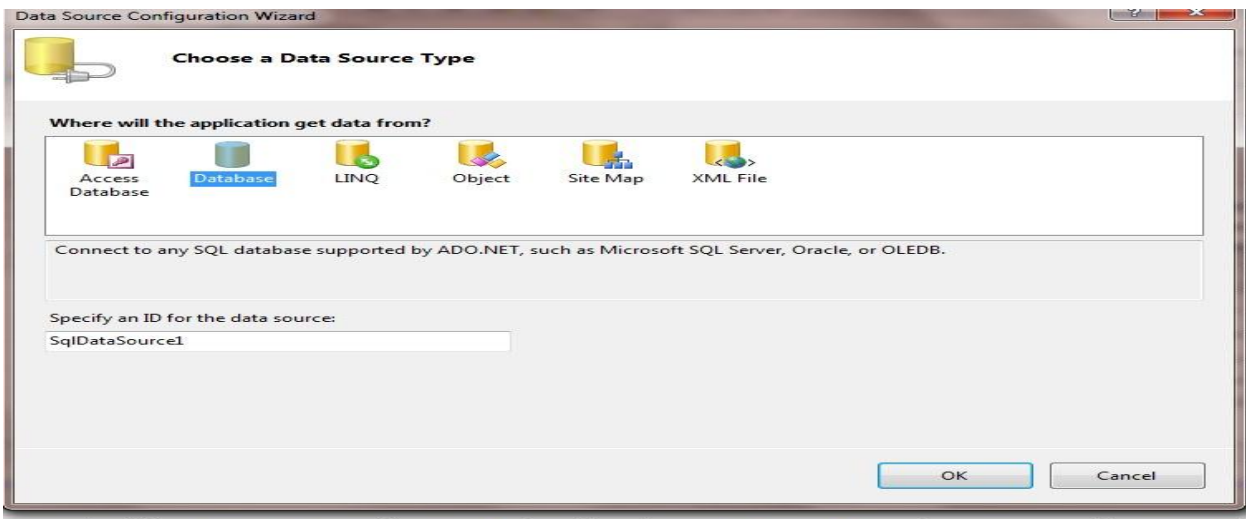 Data Source Configuration Wizard
Choose a Data Source Type
Where will the application get data from?
Access Database
Database
LINQ
Object
Site Map
XML File
Connect to any SQL database supported by ADO.NET, such as Microsoft SQL Server, Oracle, or OLEDB.
Specify an ID for the data source:
SqlDataSource1
OK
Cancel